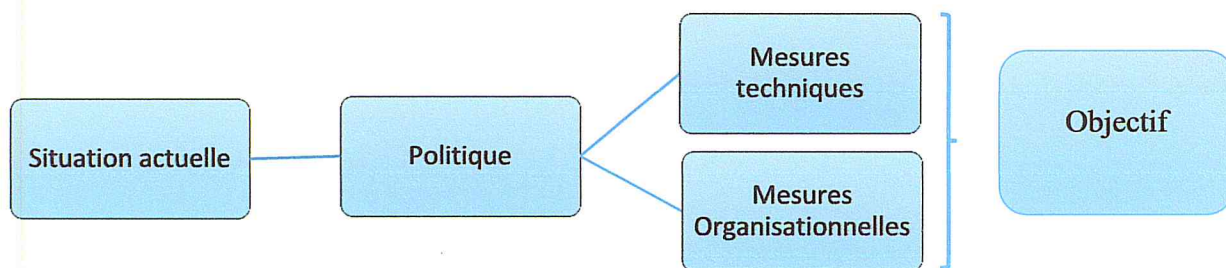 Situation actuelle
Politique
Mesures
techniques
Mesures
Organisationnelles
Objectif